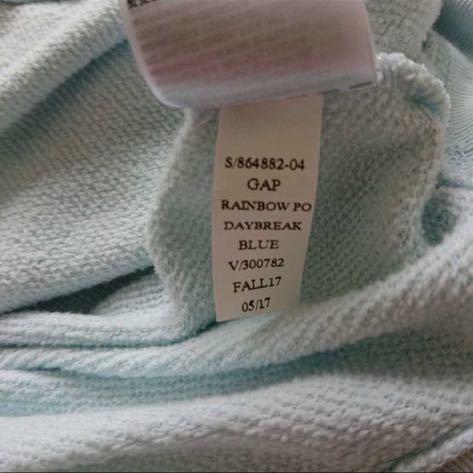 S/864882-04
GAP
RAINBOW PO
DAYBREAK
BLUE
V/300782
FALL17
05/17